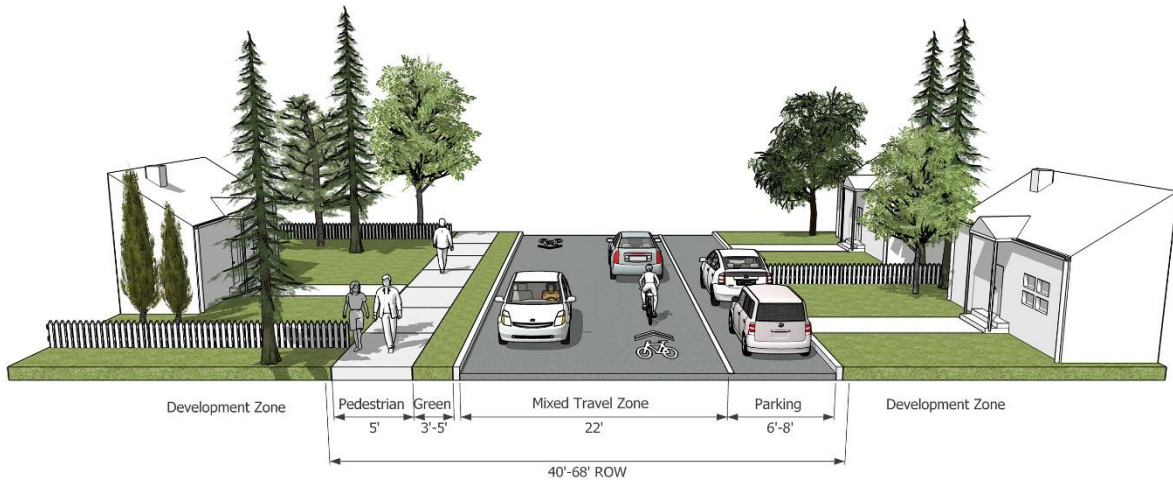 Development Zone
Pedestrian
5'
Green
3'-5'
Mixed Travel Zone
22'
Parking
6'-8'
Development Zone
40'-68' ROW